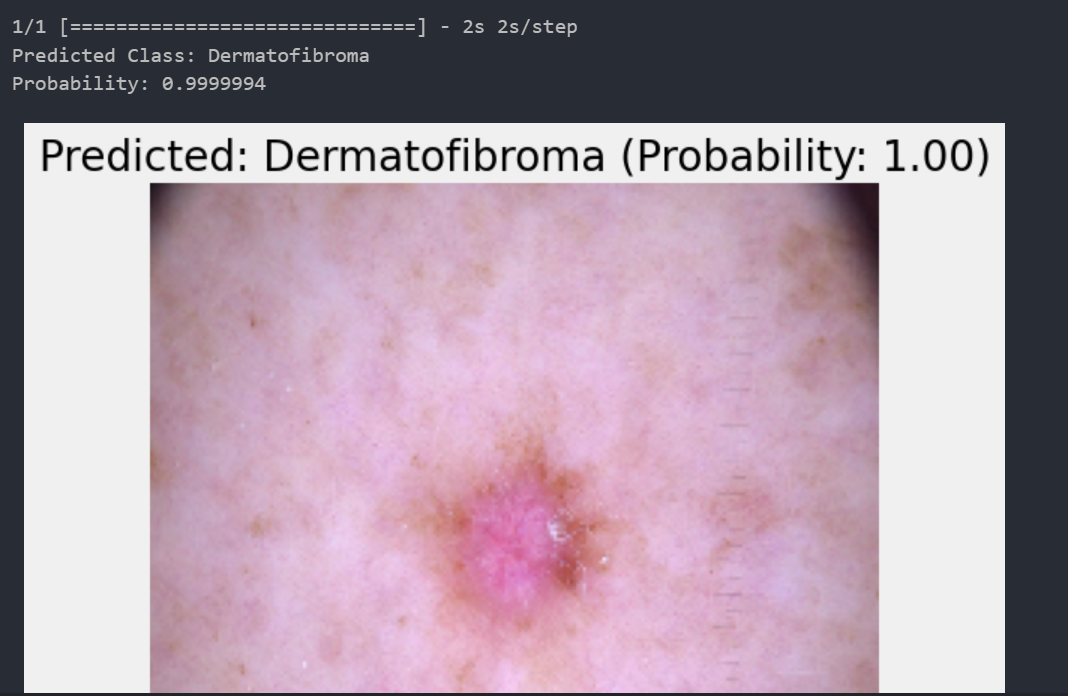 1/1 [==============================] - 2s 2s/step
Predicted Class: Dermatofibroma
Probability: 0.9999994
Predicted: Dermatofibroma (Probability: 1.00)